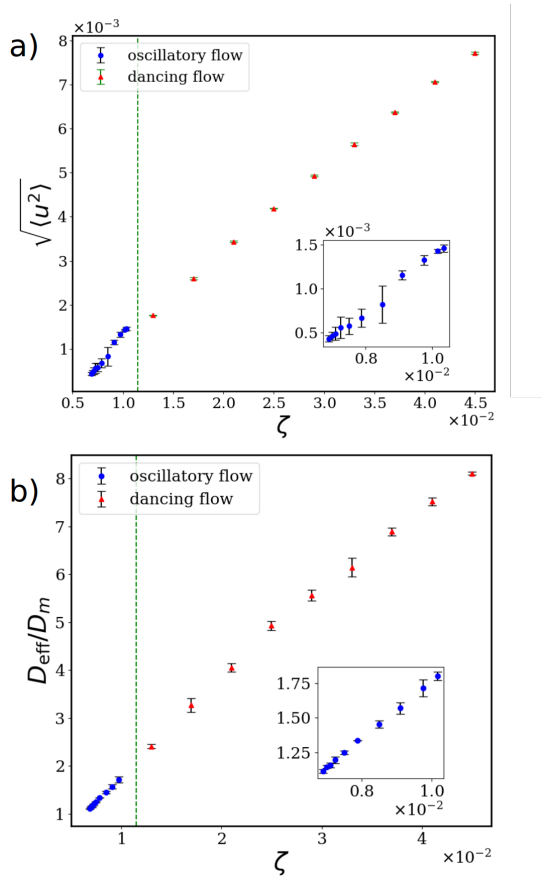 a)
×10⁻³
oscillatory flow
dancing flow
8
7
6
5
4
3
2
1
√⟨u²⟩
×10⁻³
1.5
1.0
0.5
0.8 1.0
×10⁻²
0.5 1.0 1.5 2.0 2.5 3.0 3.5 4.0 4.5
×10⁻²
ζ
b)
oscillatory flow
dancing flow
8
7
6
5
4
3
2
1
D_eff/D_m
1.75
1.50
1.25
0.8 1.0
×10⁻²
1 2 3 4
×10⁻²
ζ